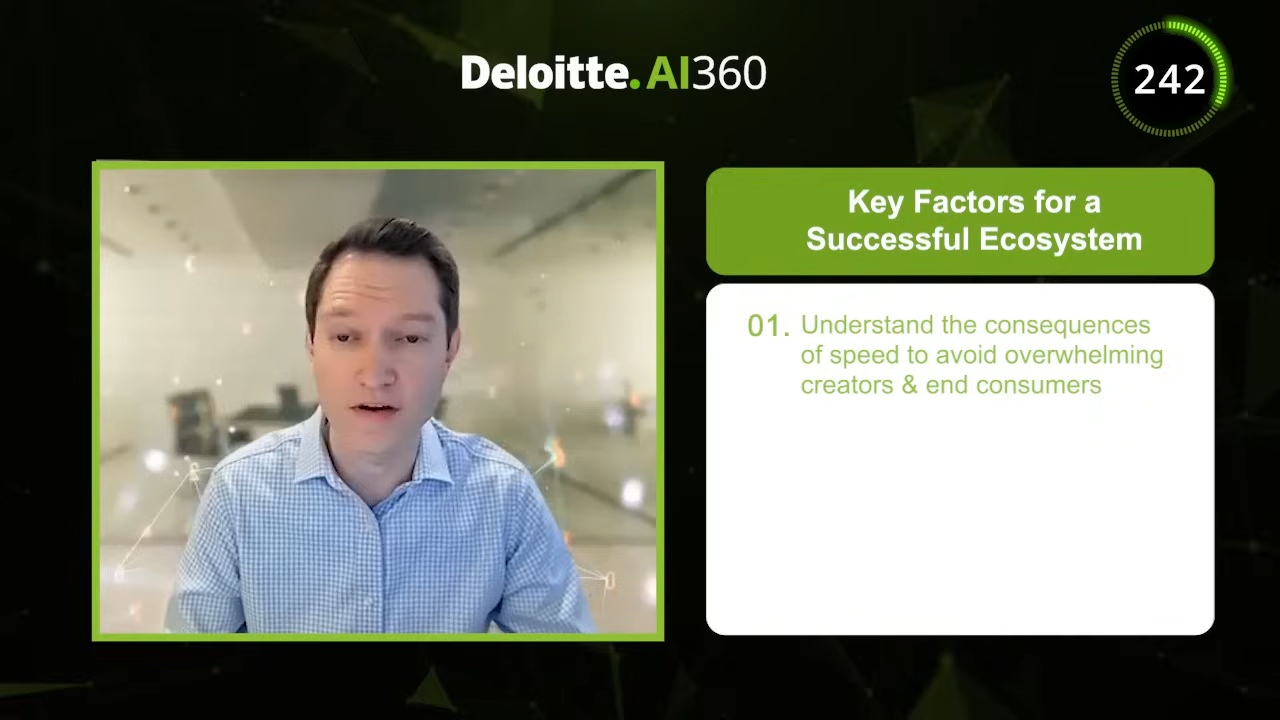 Deloitte. AI360
242
Key Factors for a
Successful Ecosystem
01. Understand the consequences
of speed to avoid overwhelming
creators & end consumers